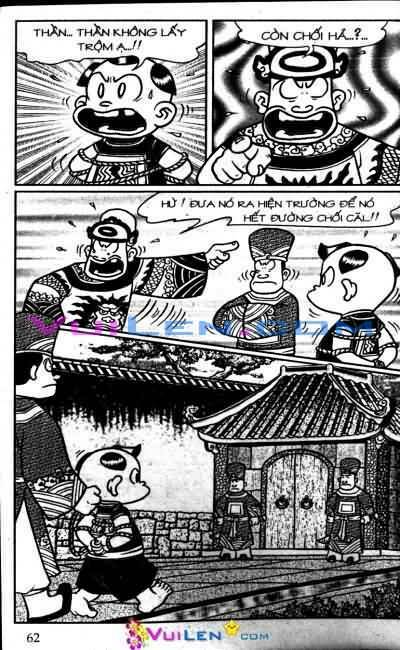 THẦN... THẦN KHÔNG LẤY
TRỘM Ạ...!!
CÒN CHỐI HẢ...?...
HỪ! ĐƯA NÓ RA HIỆN TRƯỜNG ĐỂ NÓ
HẾT ĐƯỜNG CHỐI CÃI..!!
VUILEN.COM
62
VUILEN.COM